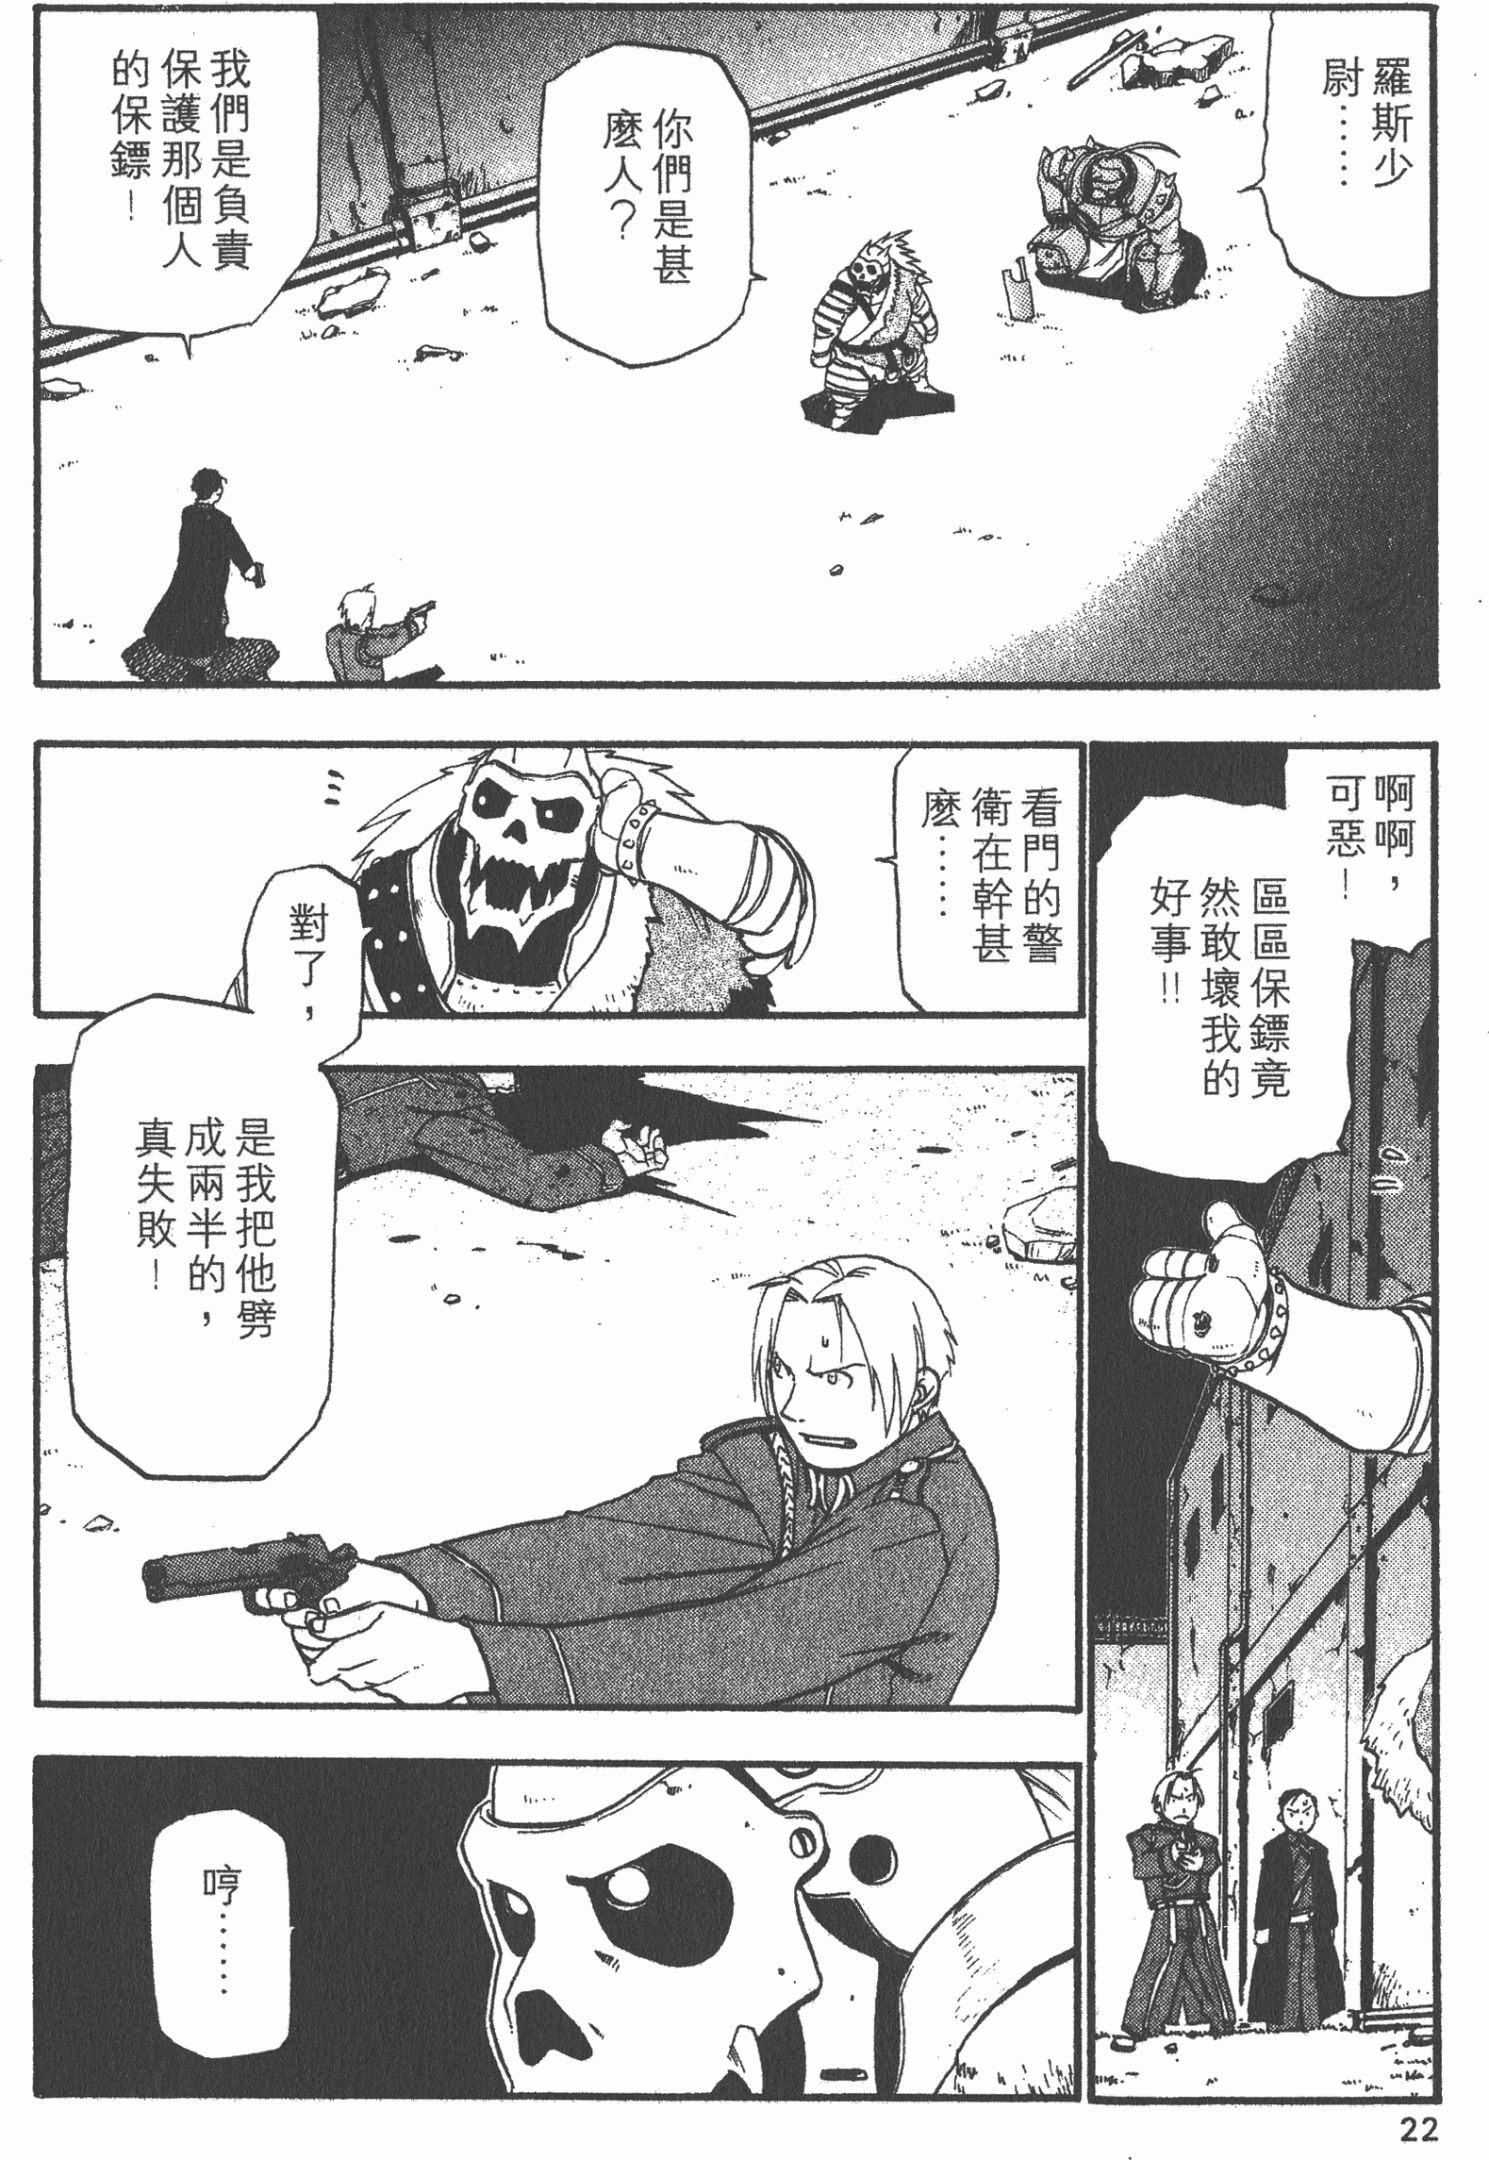 羅斯少
尉……
你們是甚
麼人？
我們是負責
保護那個人
的保鏢！
啊啊，
可惡！
區區保鏢竟
然敢壞我的
好事！！
看門的警
衛在幹甚
麼……
對了，
是我把他劈
成兩半的，
真失敗！
哼……
22